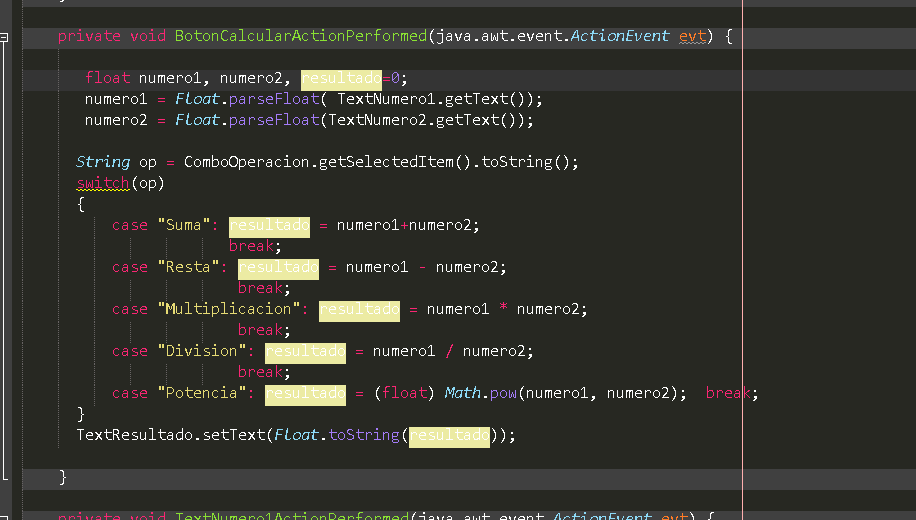 private void BotonCalcularActionPerformed(java.awt.event.ActionEvent evt) {
float numero1, numero2, resultado=0;
numero1 = Float.parseFloat( TextNumero1.getText());
numero2 = Float.parseFloat(TextNumero2.getText());
String op = ComboOperacion.getSelectedItem().toString();
switch(op)
{
case "Suma": resultado = numero1+numero2;
break;
case "Resta": resultado = numero1 - numero2;
break;
case "Multiplicacion": resultado = numero1 * numero2;
break;
case "Division": resultado = numero1 / numero2;
break;
case "Potencia": resultado = (float) Math.pow(numero1, numero2);  break;
}
TextResultado.setText(Float.toString(resultado));
}
private void TextNumero1ActionPerformed(java.awt.event.ActionEvent evt) {